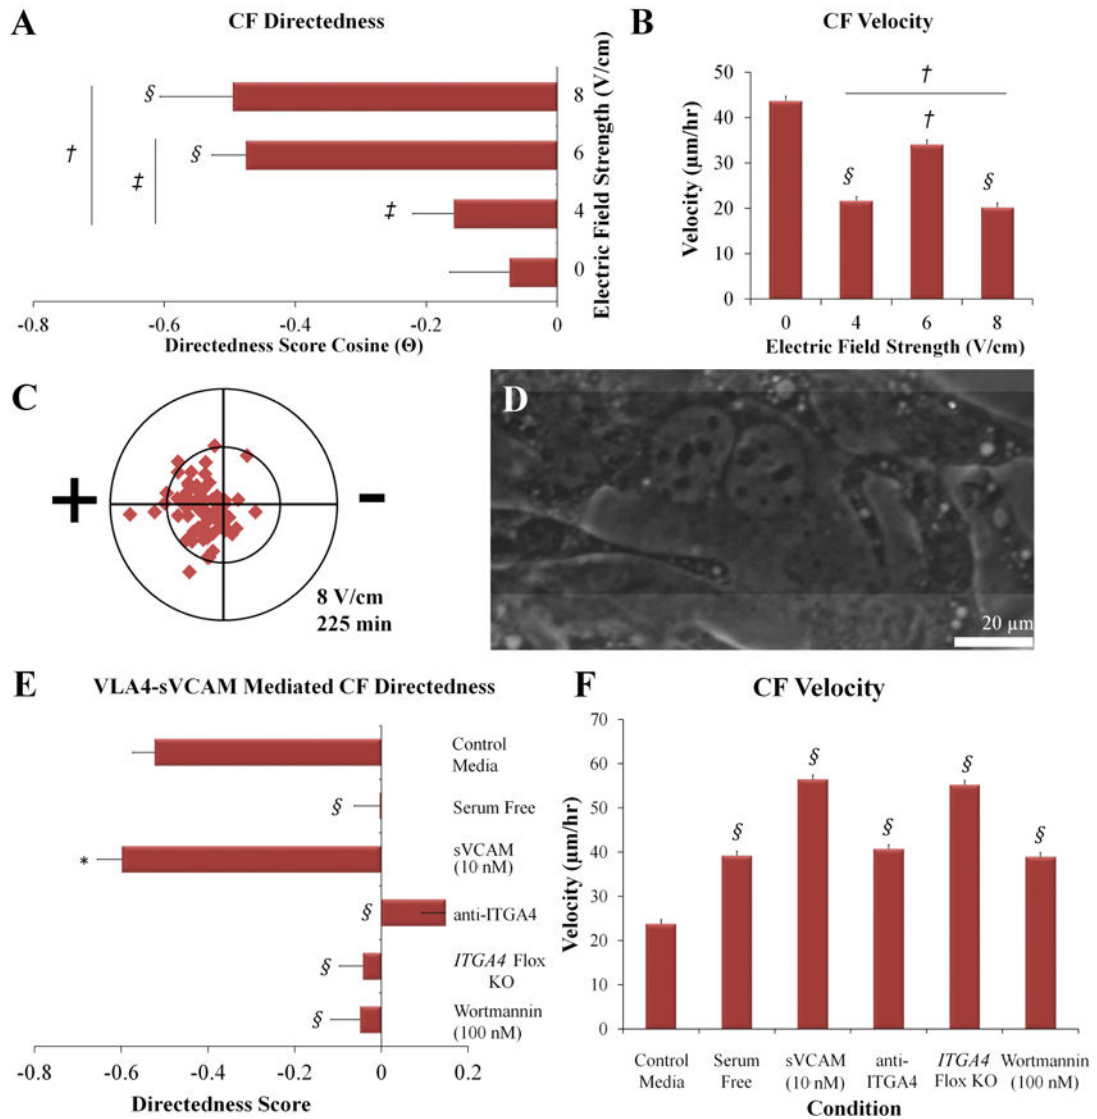 A
CF Directedness
§
8
§
6
‡
4
0
†
‡
Electric Field Strength (V/cm)
-0.8
-0.6
-0.4
-0.2
0
Directedness Score Cosine (Θ)
B
CF Velocity
50
40
30
20
10
0
Velocity (µm/hr)
†
†
§
§
0
4
6
8
Electric Field Strength (V/cm)
C
+
-
8 V/cm
225 min
D
20 µm
E
VLA4-sVCAM Mediated CF Directedness
Control
Media
§
Serum Free
*
sVCAM
(10 nM)
§
anti-ITGA4
§
ITGA4 Flox
KO
§
Wortmannin
(100 nM)
-0.8
-0.6
-0.4
-0.2
0
0.2
Directedness Score
F
CF Velocity
70
60
50
40
30
20
10
0
Velocity (µm/hr)
§
§
§
§
§
Control
Media
Serum
Free
sVCAM
(10 nM)
anti-
ITGA4
ITGA4
Flox KO
Wortmannin
(100 nM)
Condition